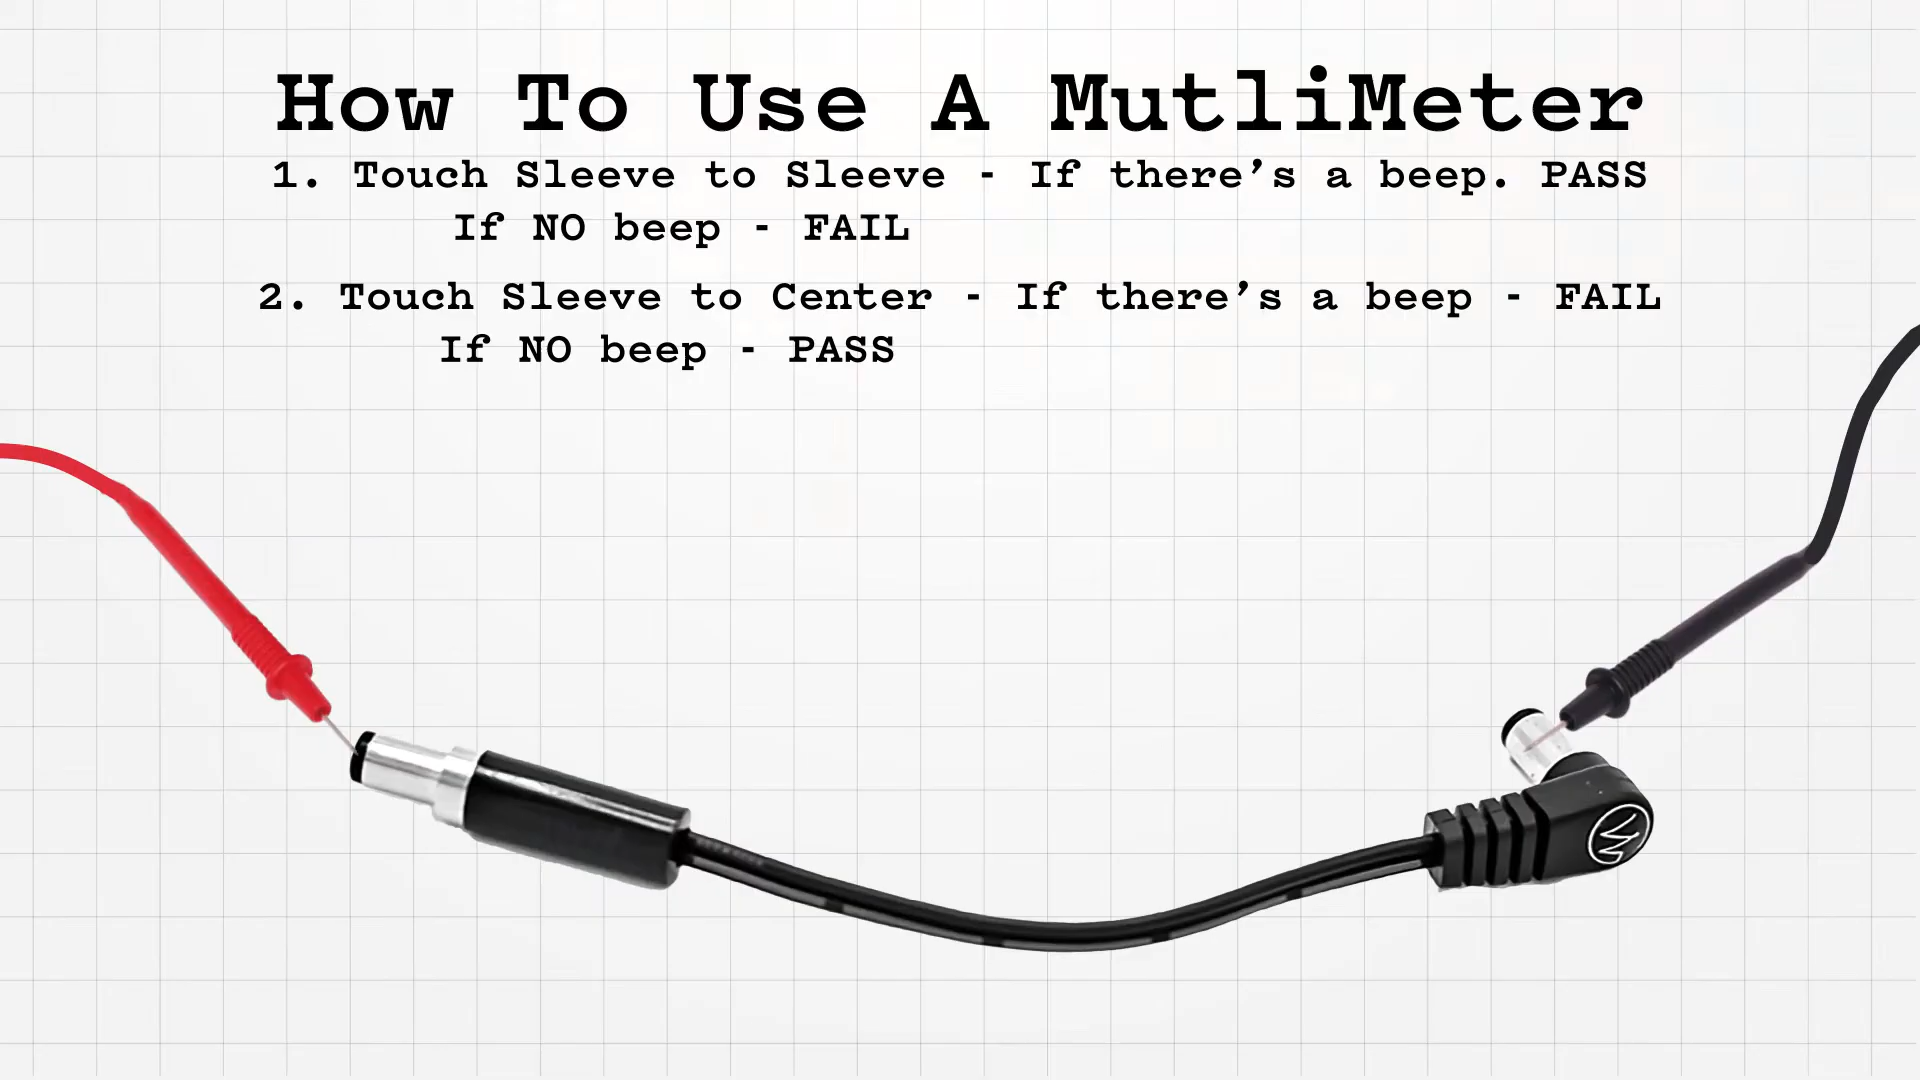 How To Use A MutliMeter
1. Touch Sleeve to Sleeve - If there's a beep. PASS
If NO beep - FAIL
2. Touch Sleeve to Center - If there's a beep - FAIL
If NO beep - PASS